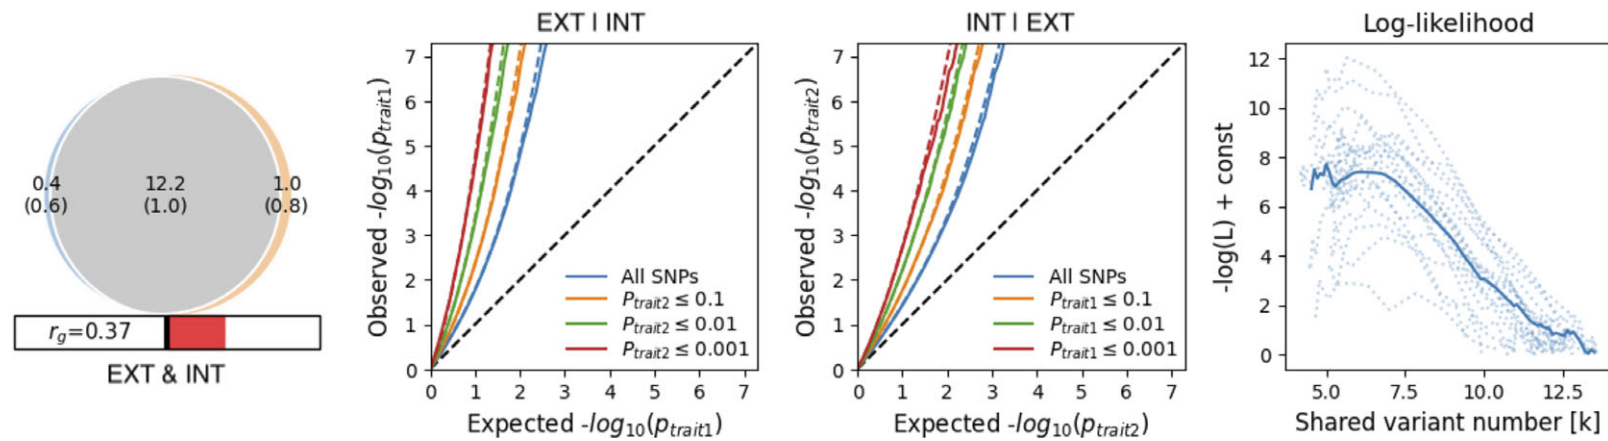 0.4
(0.6)
12.2
(1.0)
1.0
(0.8)
r_g=0.37
EXT & INT
EXT | INT
Observed -log10(p_trait1)
7
6
5
4
3
2
1
0
All SNPs
P_trait2 ≤ 0.1
P_trait2 ≤ 0.01
P_trait2 ≤ 0.001
0 1 2 3 4 5 6 7
Expected -log10(p_trait1)
INT | EXT
Observed -log10(p_trait2)
7
6
5
4
3
2
1
0
All SNPs
P_trait1 ≤ 0.1
P_trait1 ≤ 0.01
P_trait1 ≤ 0.001
0 1 2 3 4 5 6 7
Expected -log10(p_trait2)
Log-likelihood
-log(L) + const
12
10
8
6
4
2
0
5.0 7.5 10.0 12.5
Shared variant number [k]